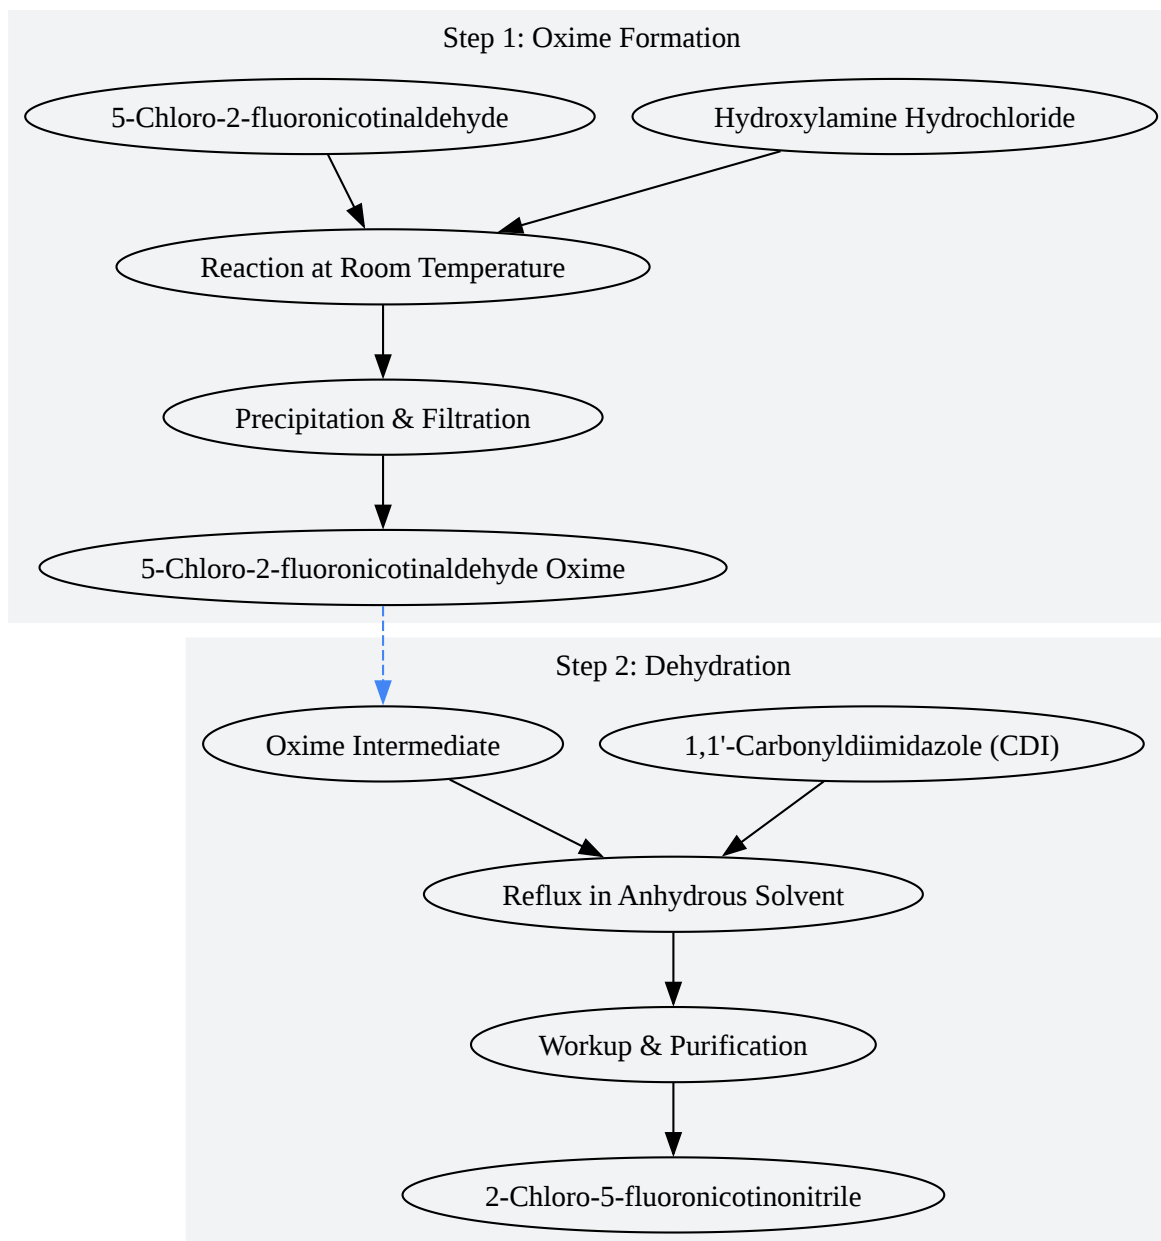 Step 1: Oxime Formation
5-Chloro-2-fluoronicotinaldehyde
Hydroxylamine Hydrochloride
Reaction at Room Temperature
Precipitation & Filtration
5-Chloro-2-fluoronicotinaldehyde Oxime
Step 2: Dehydration
Oxime Intermediate
1,1'-Carbonyldiimidazole (CDI)
Reflux in Anhydrous Solvent
Workup & Purification
2-Chloro-5-fluoronicotinonitrile